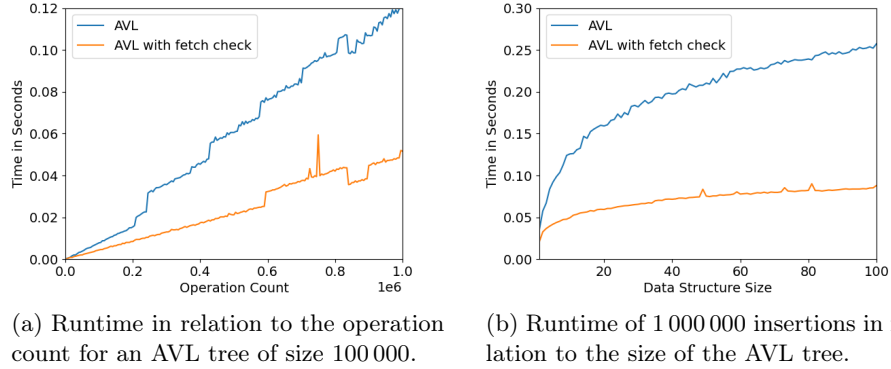 AVL
AVL with fetch check
Time in Seconds
0.12
0.10
0.08
0.06
0.04
0.02
0.00
0.0 0.2 0.4 0.6 0.8 1.0
Operation Count
1e6
AVL
AVL with fetch check
Time in Seconds
0.30
0.25
0.20
0.15
0.10
0.05
0.00
20 40 60 80 100
Data Structure Size
(a) Runtime in relation to the operation
count for an AVL tree of size 100 000.
(b) Runtime of 1 000 000 insertions in
lation to the size of the AVL tree.